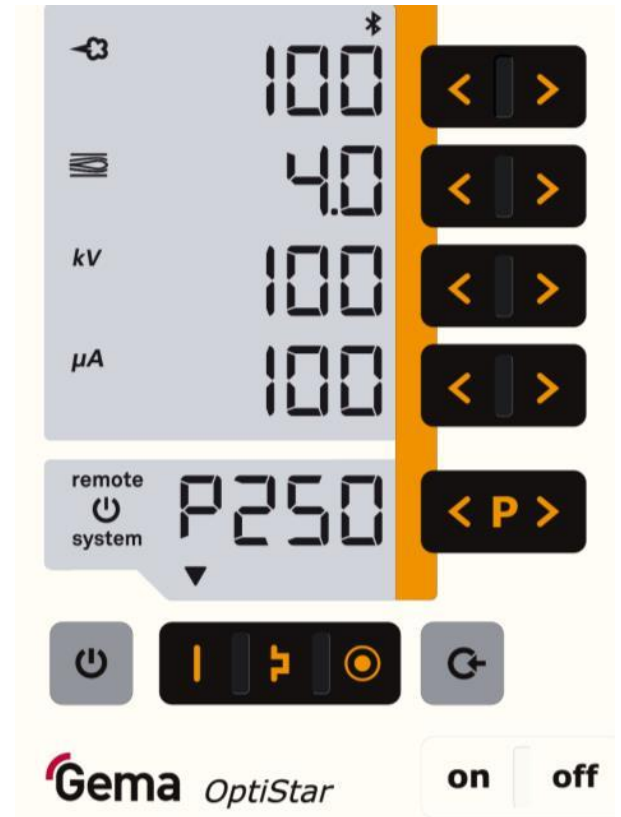 100
4.0
kV 100
µA 100
remote
system
P250
P
Gema OptiStar
on off